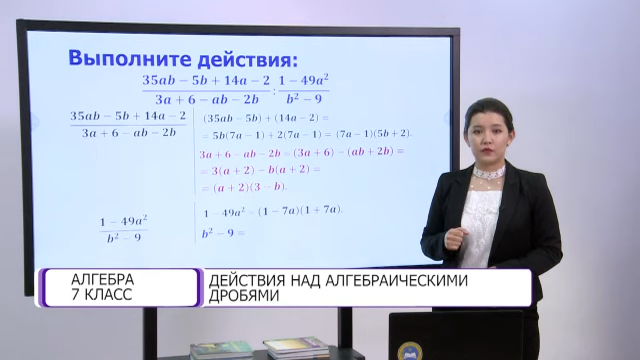 Выполните действия:
(35ab − 5b + 14a − 2)/(3a + 6 − ab − 2b) : (1 − 49a²)/(b² − 9)
(35ab − 5b + 14a − 2)/(3a + 6 − ab − 2b)
(35ab − 5b) + (14a − 2) =
= 5b(7a − 1) + 2(7a − 1) = (7a − 1)(5b + 2).
3a + 6 − ab − 2b = (3a + 6) − (ab + 2b) =
= 3(a + 2) − b(a + 2) =
= (a + 2)(3 − b).
(1 − 49a²)/(b² − 9)
1 − 49a² = (1 − 7a)(1 + 7a).
b² − 9 =
АЛГЕБРА
7 КЛАСС
ДЕЙСТВИЯ НАД АЛГЕБРАИЧЕСКИМИ
ДРОБЯМИ